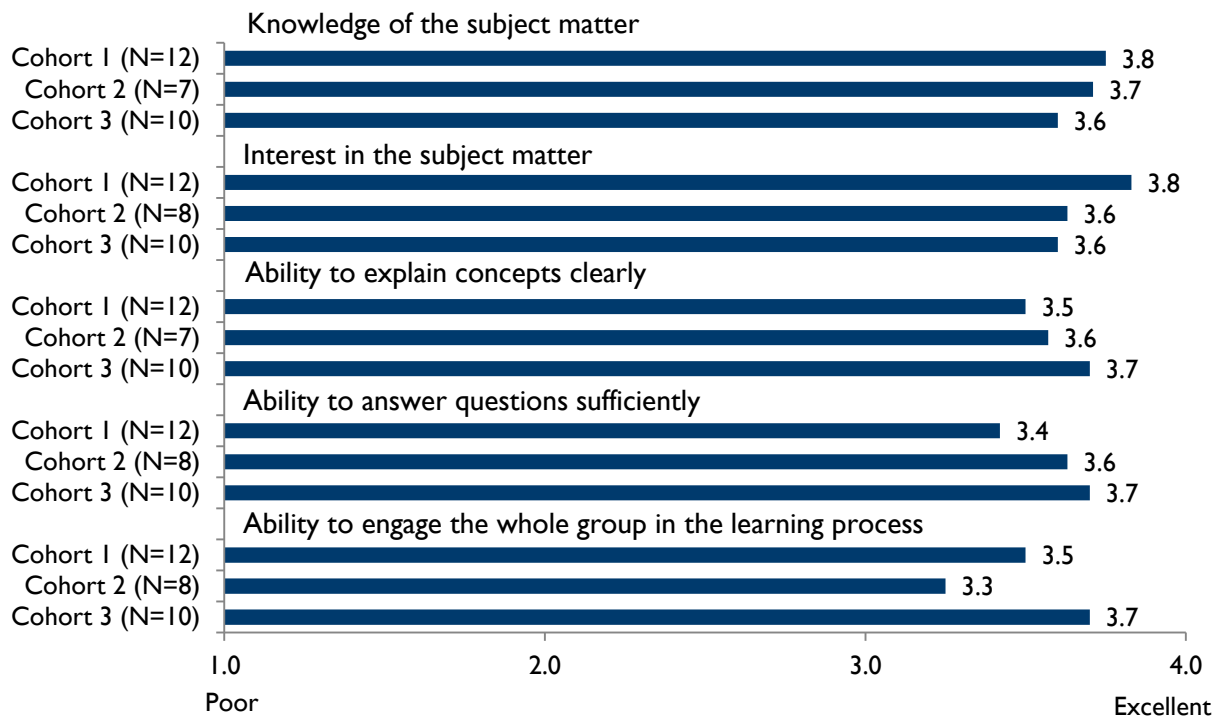 Knowledge of the subject matter
Cohort 1 (N=12) 3.8
Cohort 2 (N=7) 3.7
Cohort 3 (N=10) 3.6
Interest in the subject matter
Cohort 1 (N=12) 3.8
Cohort 2 (N=8) 3.6
Cohort 3 (N=10) 3.6
Ability to explain concepts clearly
Cohort 1 (N=12) 3.5
Cohort 2 (N=7) 3.6
Cohort 3 (N=10) 3.7
Ability to answer questions sufficiently
Cohort 1 (N=12) 3.4
Cohort 2 (N=8) 3.6
Cohort 3 (N=10) 3.7
Ability to engage the whole group in the learning process
Cohort 1 (N=12) 3.5
Cohort 2 (N=8) 3.3
Cohort 3 (N=10) 3.7
1.0 2.0 3.0 4.0
Poor Excellent